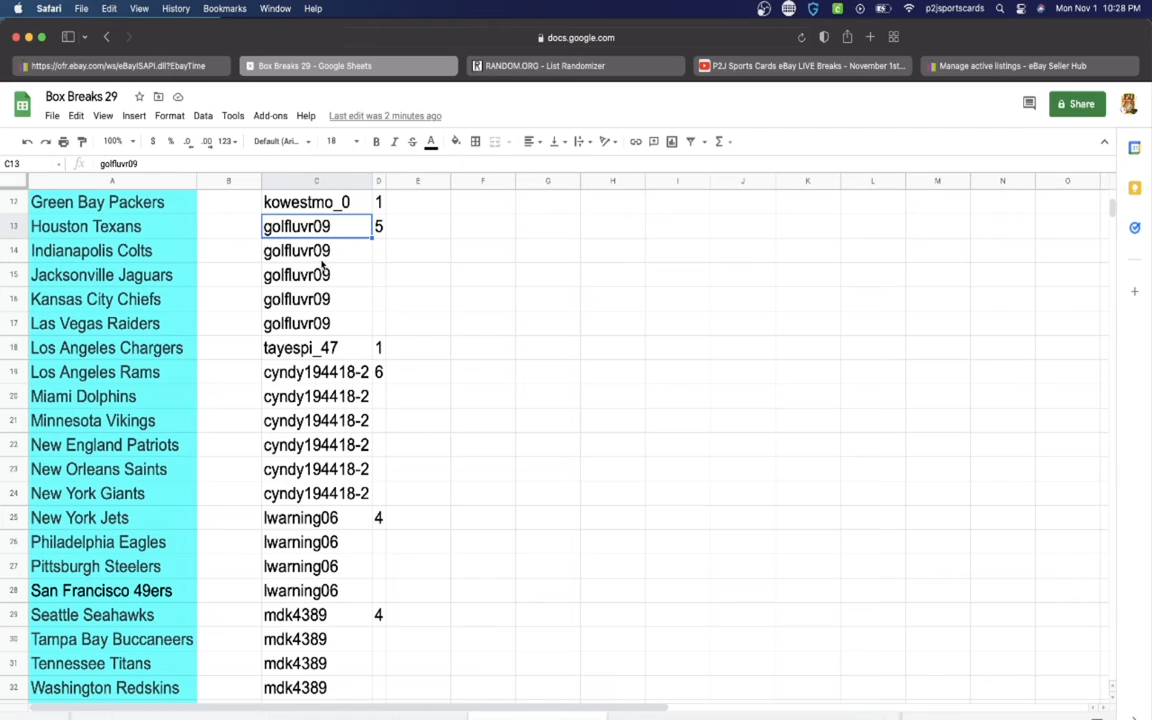 Safari File Edit View History Bookmarks Window Help p2jsportscards Mon Nov 1 10:28 PM
docs.google.com
https://ofr.ebay.com/ws/eBayISAPI.dll?EbayTime Box Breaks 29 - Google Sheets RANDOM.ORG - List Randomizer P2J Sports Cards eBay LIVE Breaks - November 1st... Manage active listings - eBay Seller Hub
Box Breaks 29
File Edit View Insert Format Data Tools Add-ons Help Last edit was 2 minutes ago Share
100% $ % .0 .00 123 Default (Ari... 18 B I S A
C13 fx golfluvr09
A B C D E F G H I J K L M N O
12 Green Bay Packers kowestmo_0 1
13 Houston Texans golfluvr09 5
14 Indianapolis Colts golfluvr09
15 Jacksonville Jaguars golfluvr09
16 Kansas City Chiefs golfluvr09
17 Las Vegas Raiders golfluvr09
18 Los Angeles Chargers tayespi_47 1
19 Los Angeles Rams cyndy194418-2 6
20 Miami Dolphins cyndy194418-2
21 Minnesota Vikings cyndy194418-2
22 New England Patriots cyndy194418-2
23 New Orleans Saints cyndy194418-2
24 New York Giants cyndy194418-2
25 New York Jets lwarning06 4
26 Philadelphia Eagles lwarning06
27 Pittsburgh Steelers lwarning06
28 San Francisco 49ers lwarning06
29 Seattle Seahawks mdk4389 4
30 Tampa Bay Buccaneers mdk4389
31 Tennessee Titans mdk4389
32 Washington Redskins mdk4389